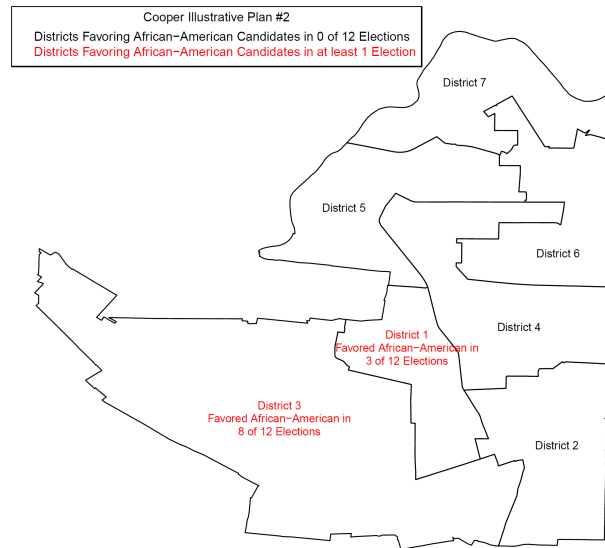 Cooper Illustrative Plan #2
Districts Favoring African−American Candidates in 0 of 12 Elections
Districts Favoring African−American Candidates in at least 1 Election
District 7
District 5
District 6
District 4
District 1
Favored African−American in
3 of 12 Elections
District 3
Favored African−American in
8 of 12 Elections
District 2